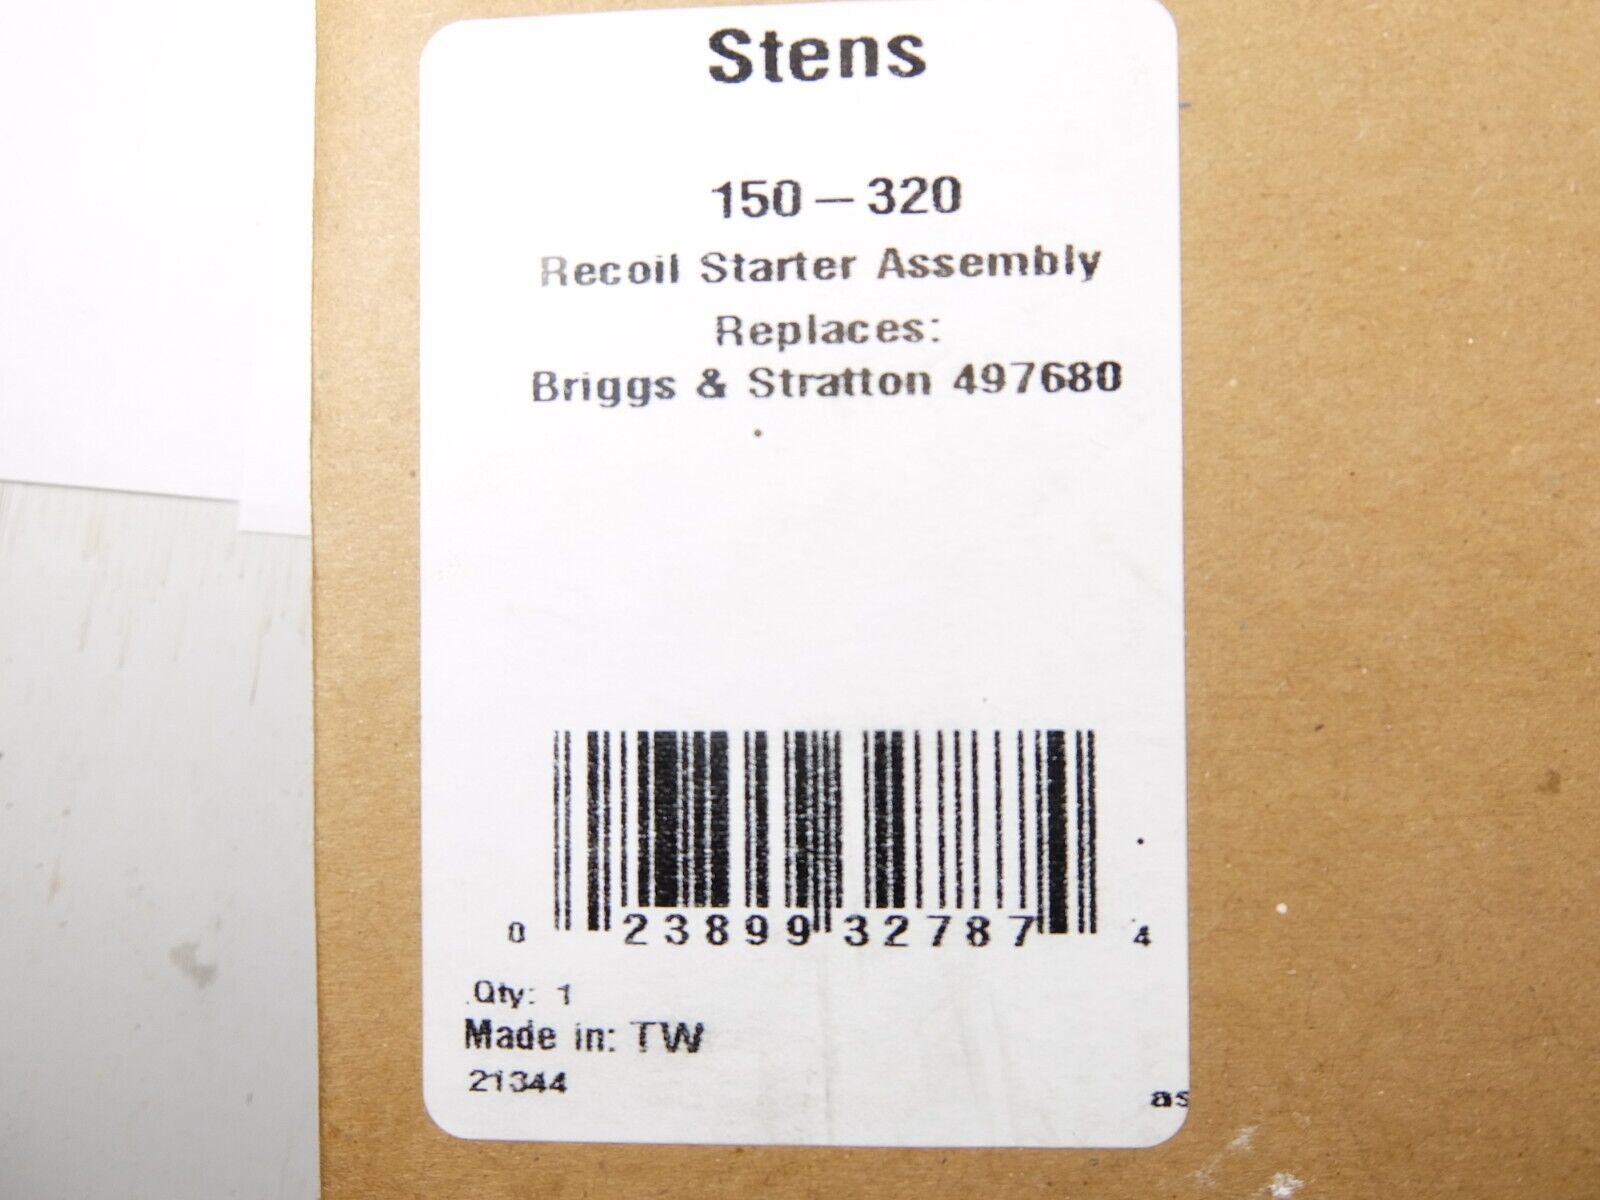 Stens
150-320
Recoil Starter Assembly
Replaces:
Briggs & Stratton 497680
0 23899 32787 4
Qty: 1
Made in: TW
21344
as